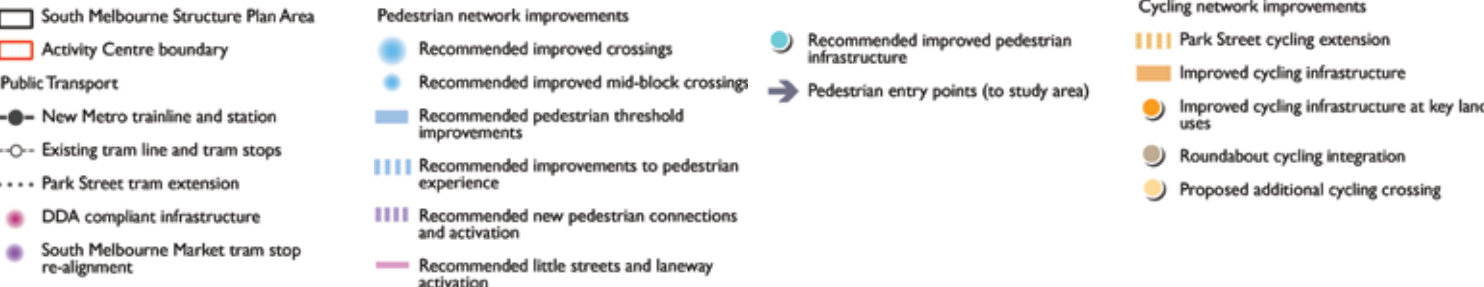 South Melbourne Structure Plan Area
Activity Centre boundary
Public Transport
New Metro trainline and station
Existing tram line and tram stops
Park Street tram extension
DDA compliant infrastructure
South Melbourne Market tram stop
re-alignment
Pedestrian network improvements
Recommended improved crossings
Recommended improved mid-block crossings
Recommended pedestrian threshold
improvements
Recommended improvements to pedestrian
experience
Recommended new pedestrian connections
and activation
Recommended little streets and laneway
activation
Recommended improved pedestrian
infrastructure
Pedestrian entry points (to study area)
Cycling network improvements
Park Street cycling extension
Improved cycling infrastructure
Improved cycling infrastructure at key land
uses
Roundabout cycling integration
Proposed additional cycling crossing